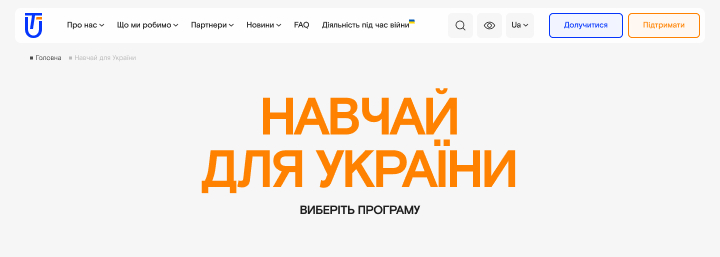 Про нас Що ми робимо Партнери Новини FAQ Діяльність під час війни Ua Долучитися Підтримати
Головна Навчай для України
НАВЧАЙ
ДЛЯ УКРАЇНИ
ВИБЕРІТЬ ПРОГРАМУ